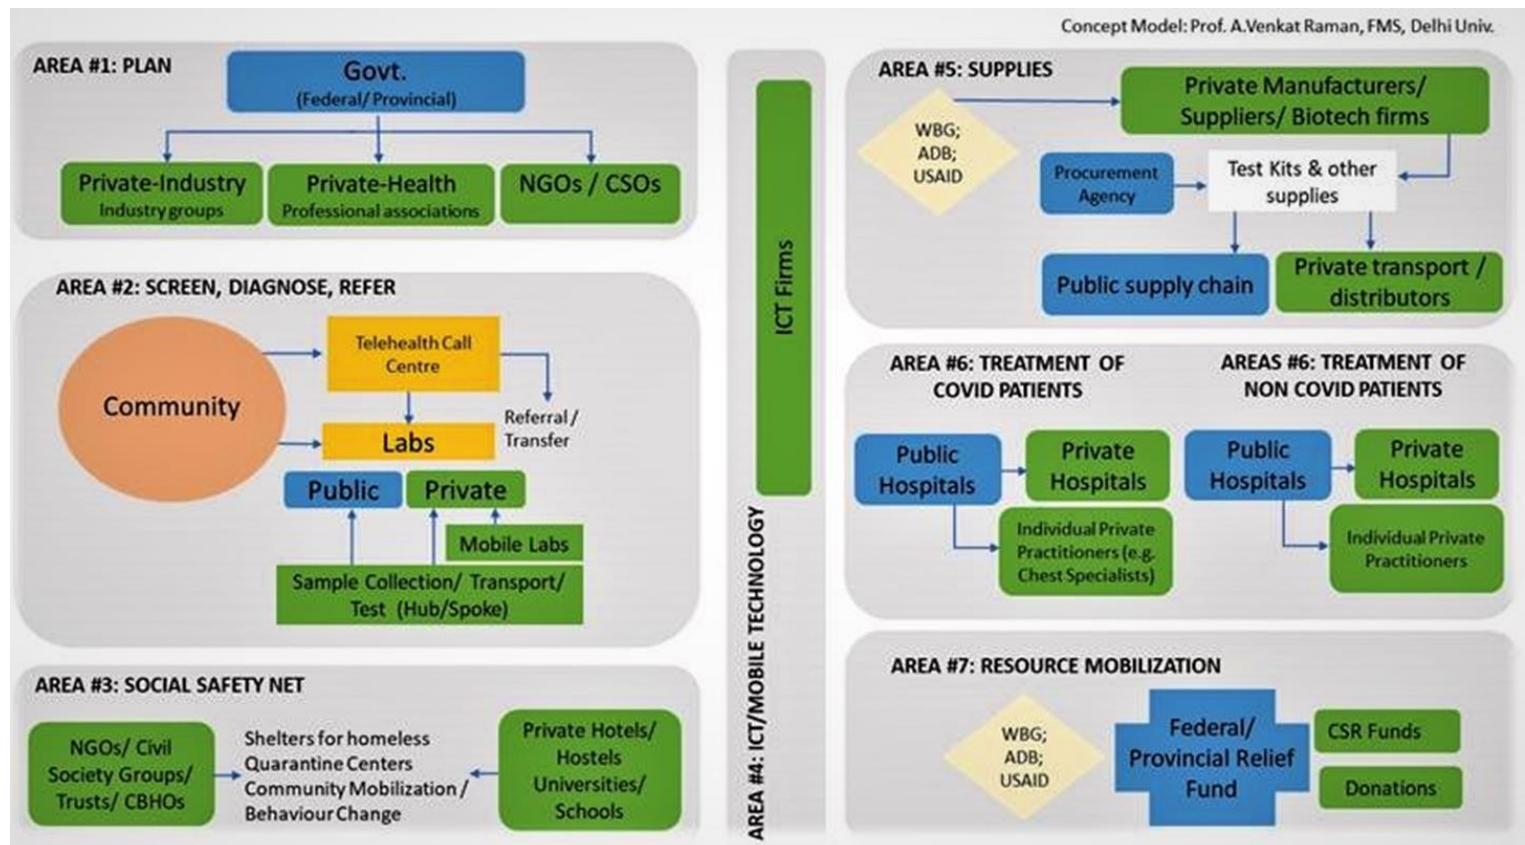 Concept Model: Prof. A.Venkat Raman, FMS, Delhi Univ.
AREA #1: PLAN
Govt.
(Federal/ Provincial)
Private-Industry
Industry groups
Private-Health
Professional associations
NGOs / CSOs
AREA #2: SCREEN, DIAGNOSE, REFER
Community
Telehealth Call
Centre
Labs
Referral /
Transfer
Public
Private
Mobile Labs
Sample Collection/ Transport/
Test (Hub/Spoke)
AREA #3: SOCIAL SAFETY NET
NGOs/ Civil
Society Groups/
Trusts/ CBHOs
Shelters for homeless
Quarantine Centers
Community Mobilization /
Behaviour Change
Private Hotels/
Hostels
Universities/
Schools
ICT Firms
AREA #4: ICT/MOBILE TECHNOLOGY
AREA #5: SUPPLIES
WBG;
ADB;
USAID
Private Manufacturers/
Suppliers/ Biotech firms
Procurement
Agency
Test Kits & other
supplies
Public supply chain
Private transport /
distributors
AREA #6: TREATMENT OF
COVID PATIENTS
Public
Hospitals
Private
Hospitals
Individual Private
Practitioners (e.g.
Chest Specialists)
AREAS #6: TREATMENT OF
NON COVID PATIENTS
Public
Hospitals
Private
Hospitals
Individual Private
Practitioners
AREA #7: RESOURCE MOBILIZATION
WBG;
ADB;
USAID
Federal/
Provincial Relief
Fund
CSR Funds
Donations